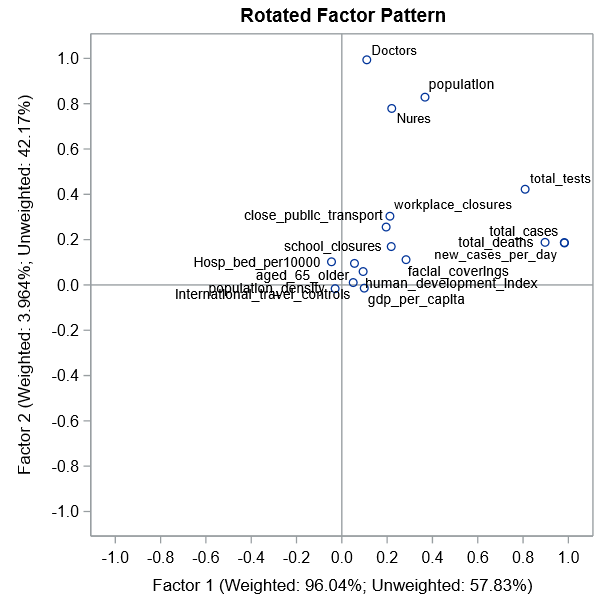 Rotated Factor Pattern
Doctors
population
Nures
total_tests
workplace_closures
close_public_transport
total_cases
total_deaths
school_closures
new_cases_per_day
Hosp_bed_per10000
facial_coverings
aged_65_older
human_development_index
population_density
International_travel_controls
gdp_per_capita
1.0
0.8
0.6
0.4
0.2
0.0
-0.2
-0.4
-0.6
-0.8
-1.0
Factor 2 (Weighted: 3.964%; Unweighted: 42.17%)
-1.0 -0.8 -0.6 -0.4 -0.2 0.0 0.2 0.4 0.6 0.8 1.0
Factor 1 (Weighted: 96.04%; Unweighted: 57.83%)